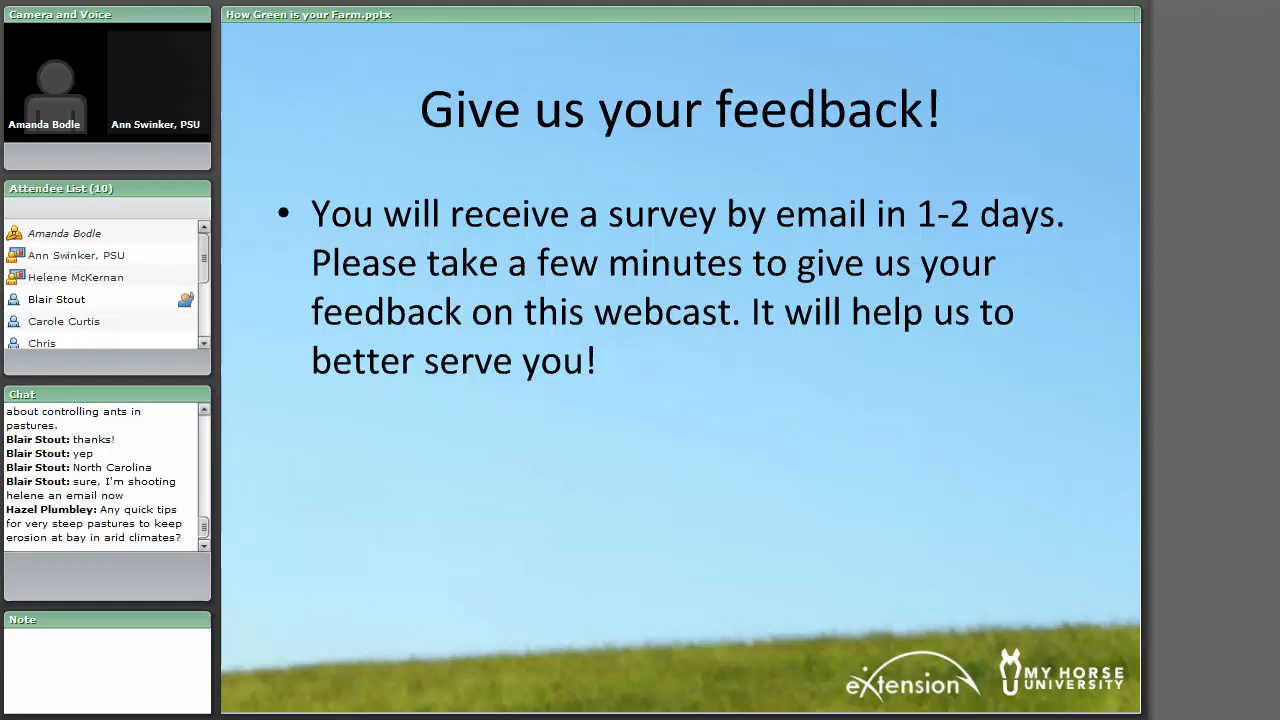 Camera and Voice
Amanda Bodle
Ann Swinker, PSU
Attendee List (10)
Amanda Bodle
Ann Swinker, PSU
Helene McKernan
Blair Stout
Carole Curtis
Chris
Chat
about controlling ants in
pastures.
Blair Stout: thanks!
Blair Stout: yep
Blair Stout: North Carolina
Blair Stout: sure, I'm shooting
helene an email now
Hazel Plumbley: Any quick tips
for very steep pastures to keep
erosion at bay in arid climates?
Note
How Green is your Farm.pptx
Give us your feedback!
• You will receive a survey by email in 1-2 days.
Please take a few minutes to give us your
feedback on this webcast. It will help us to
better serve you!
eXtension
MY HORSE
UNIVERSITY